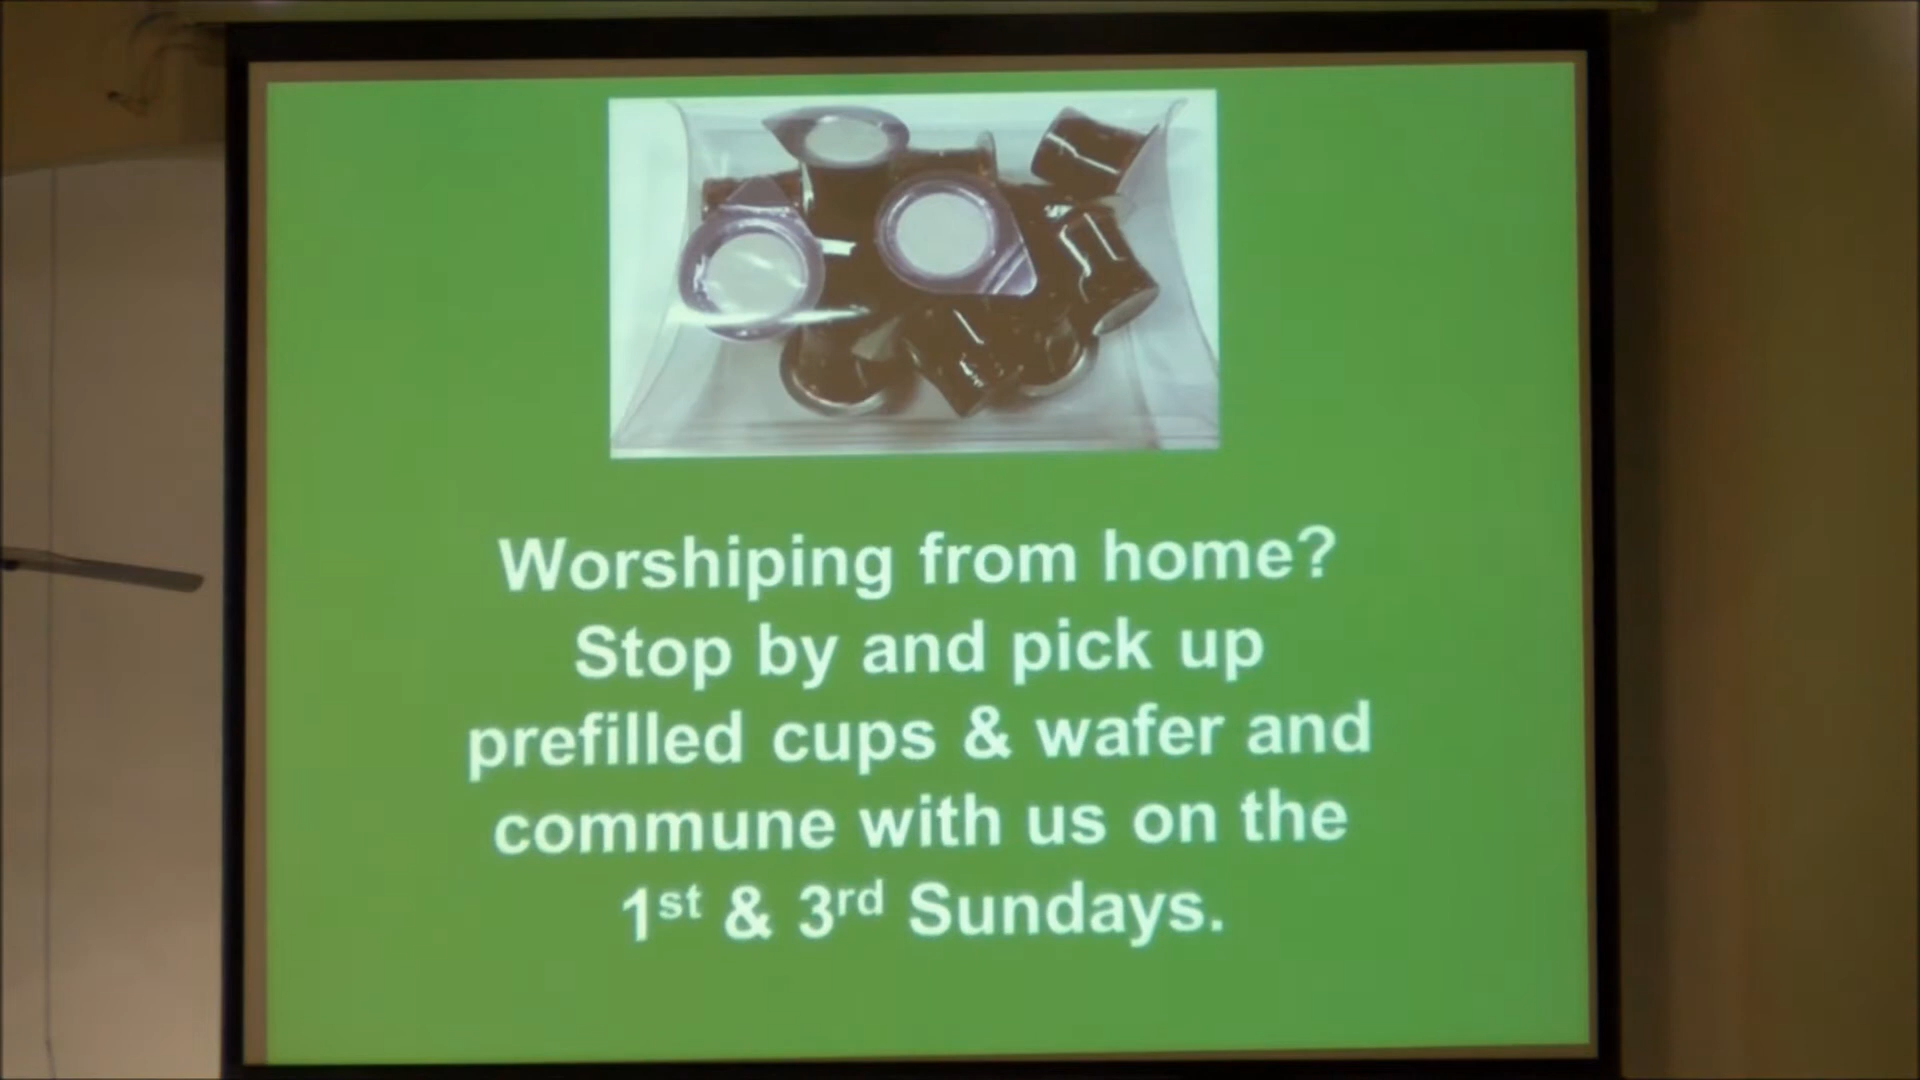 Worshiping from home?
Stop by and pick up
prefilled cups & wafer and
commune with us on the
1st & 3rd Sundays.